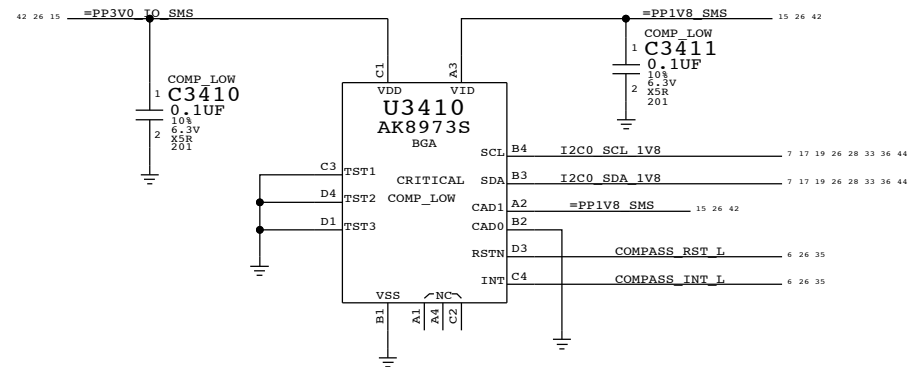 42 26 15 =PP3V0_IO_SMS
=PP1V8_SMS 15 26 42
COMP_LOW
1 C3411
0.1UF
10%
2 6.3V
X5R
201
COMP_LOW
1 C3410
0.1UF
10%
2 6.3V
X5R
201
C1 A3
VDD VID
U3410
AK8973S
BGA
CRITICAL
COMP_LOW
C3 TST1
D4 TST2
D1 TST3
SCL B4 I2C0_SCL_1V8 7 17 19 26 28 33 36 44
SDA B3 I2C0_SDA_1V8 7 17 19 26 28 33 36 44
CAD1 A2 =PP1V8_SMS 15 26 42
CAD0 B2
RSTN D3 COMPASS_RST_L 6 26 35
INT C4 COMPASS_INT_L 6 26 35
VSS NC
B1 A1 A4 C2